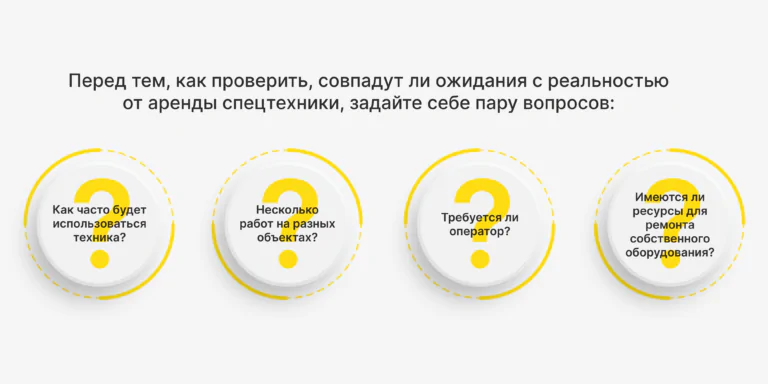 Перед тем, как проверить, совпадут ли ожидания с реальностью
от аренды спецтехники, задайте себе пару вопросов:
Как часто будет
использоваться
техника?
Несколько
работ на разных
объектах?
Требуется ли
оператор?
Имеются ли
ресурсы для
ремонта
собственного
оборудования?